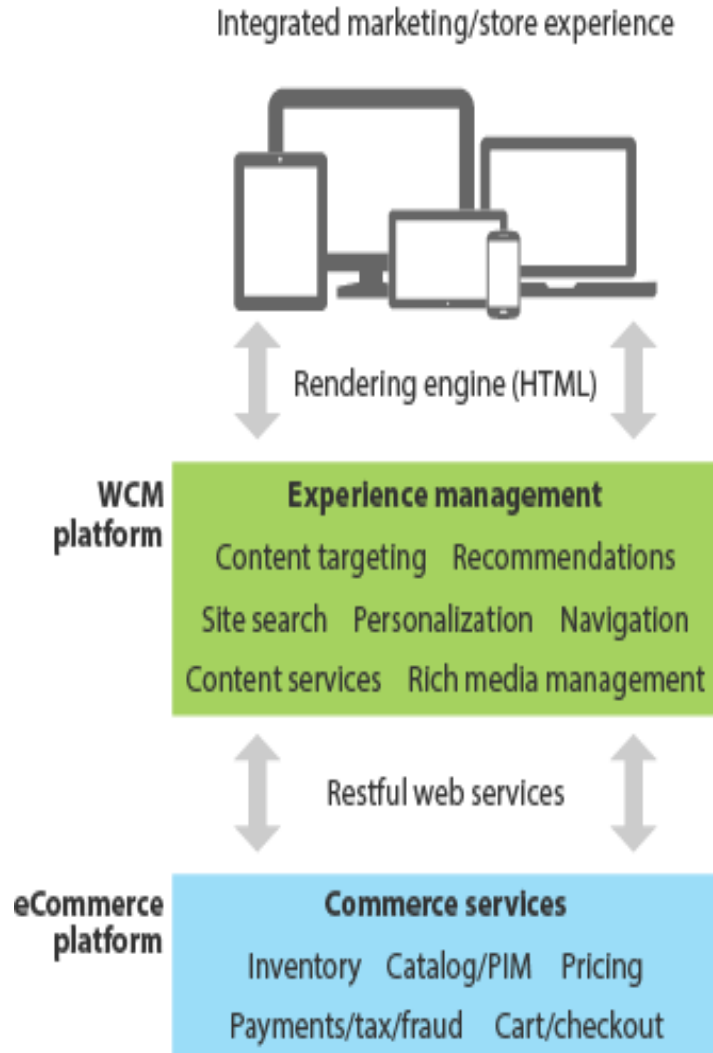 Integrated marketing/store experience
Rendering engine (HTML)
WCM
platform
Experience management
Content targeting Recommendations
Site search Personalization Navigation
Content services Rich media management
Restful web services
eCommerce
platform
Commerce services
Inventory Catalog/PIM Pricing
Payments/tax/fraud Cart/checkout